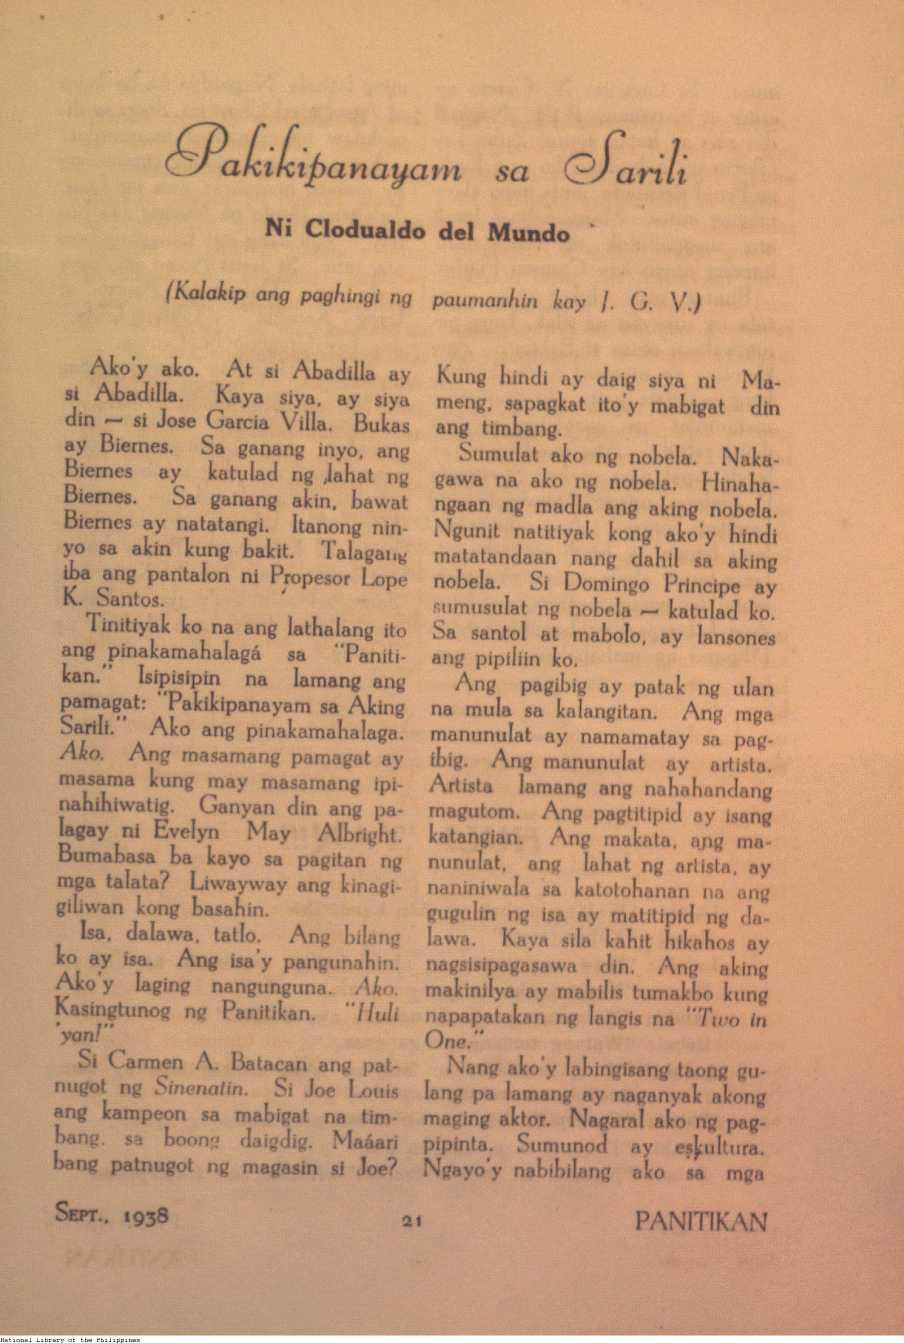 Pakikipanayam sa Sarili
Ni Clodualdo del Mundo
(Kalakip ang paghingi ng paumanhin kay J. G. V.)
Ako'y ako. At si Abadilla ay
si Abadilla. Kaya siya, ay siya
din — si Jose Garcia Villa. Bukas
ay Biernes. Sa ganang inyo, ang
Biernes ay katulad ng lahat ng
Biernes. Sa ganang akin, bawat
Biernes ay natatangi. Itanong nin-
yo sa akin kung bakit. Talagang
iba ang pantalon ni Propesor Lope
K. Santos.
Tinitiyak ko na ang lathalang ito
ang pinakamahalagá sa "Paniti-
kan." Isipisipin na lamang ang
pamagat: "Pakikipanayam sa Aking
Sarili." Ako ang pinakamahalaga.
Ako. Ang masamang pamagat ay
masama kung may masamang ipi-
nahihiwatig. Ganyan din ang pa-
lagay ni Evelyn May Albright.
Bumabasa ba kayo sa pagitan ng
mga talata? Liwayway ang kinagi-
giliwan kong basahin.
Isa, dalawa, tatlo. Ang bilang
ko ay isa. Ang isa'y pangunahin.
Ako'y laging nangunguna. Ako.
Kasingtunog ng Panitikan. "Huli
'yan!"
Si Carmen A. Batacan ang pat-
nugot ng Sinenatin. Si Joe Louis
ang kampeon sa mabigat na tim-
bang. sa boong daigdig. Maáari
bang patnugot ng magasin si Joe?
Kung hindi ay daig siya ni Ma-
meng, sapagkat ito'y mabigat din
ang timbang.
Sumulat ako ng nobela. Naka-
gawa na ako ng nobela. Hinaha-
ngaan ng madla ang aking nobela.
Ngunit natitiyak kong ako'y hindi
matatandaan nang dahil sa aking
nobela. Si Domingo Principe ay
sumusulat ng nobela — katulad ko.
Sa santol at mabolo, ay lansones
ang pipiliin ko.
Ang pagibig ay patak ng ulan
na mula sa kalangitan. Ang mga
manunulat ay namamatay sa pag-
ibig. Ang manunulat ay artista.
Artista lamang ang nahahandang
magutom. Ang pagtitipid ay isang
katangian. Ang makata, ang ma-
nunulat, ang lahat ng artista, ay
naniniwala sa katotohanan na ang
gugulin ng isa ay matitipid ng da-
lawa. Kaya sila kahit hikahos ay
nagsisipagasawa din. Ang aking
makinilya ay mabilis tumakbo kung
napapatakan ng langis na "Two in
One."
Nang ako'y labingisang taong gu-
lang pa lamang ay naganyak akong
maging aktor. Nagaral ako ng pag-
pipinta. Sumunod ay eskultura.
Ngayo'y nabibilang ako sa mga
SEPT., 1938
21
PANITIKAN
National Library of the Philippines